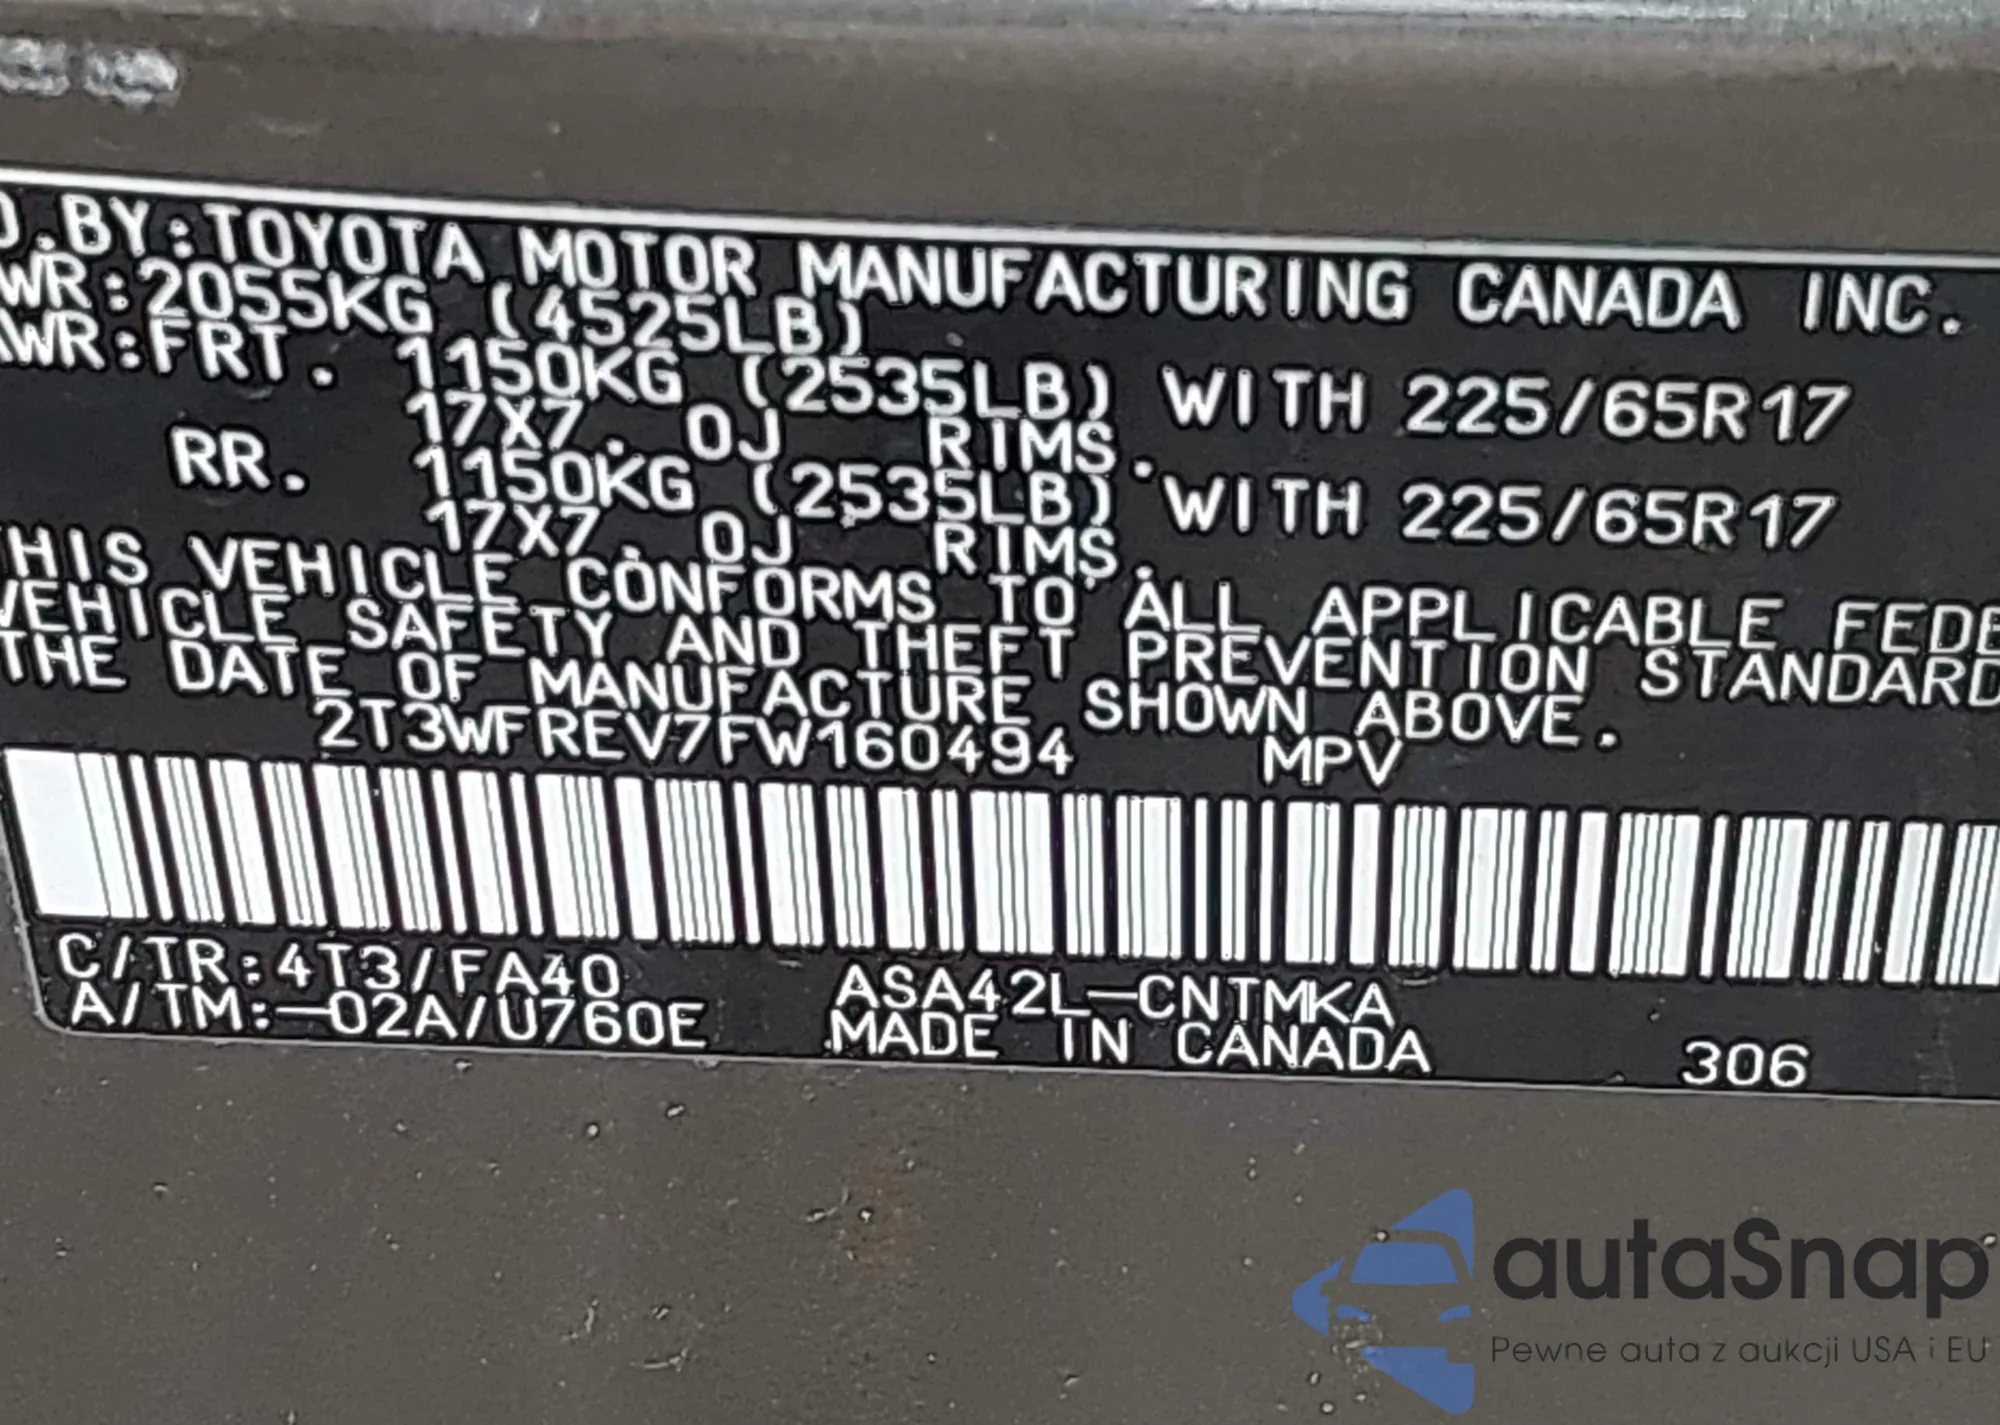 D.BY:TOYOTA MOTOR MANUFACTURING CANADA INC.
WR:2055KG (4525LB)
AWR:FRT. 1150KG (2535LB) WITH 225/65R17
17X7.0J RIMS.
RR. 1150KG (2535LB) WITH 225/65R17
17X7.0J RIMS.
HIS VEHICLE CONFORMS TO ALL APPLICABLE FEDE
VEHICLE SAFETY AND THEFT PREVENTION STANDARD
THE DATE OF MANUFACTURE SHOWN ABOVE.
2T3WFREV7FW160494 MPV
C/TR:4T3/FA40 ASA42L-CNTMKA
A/TM:-02A/U760E MADE IN CANADA 306
autaSnap
Pewne auta z aukcji USA i EU